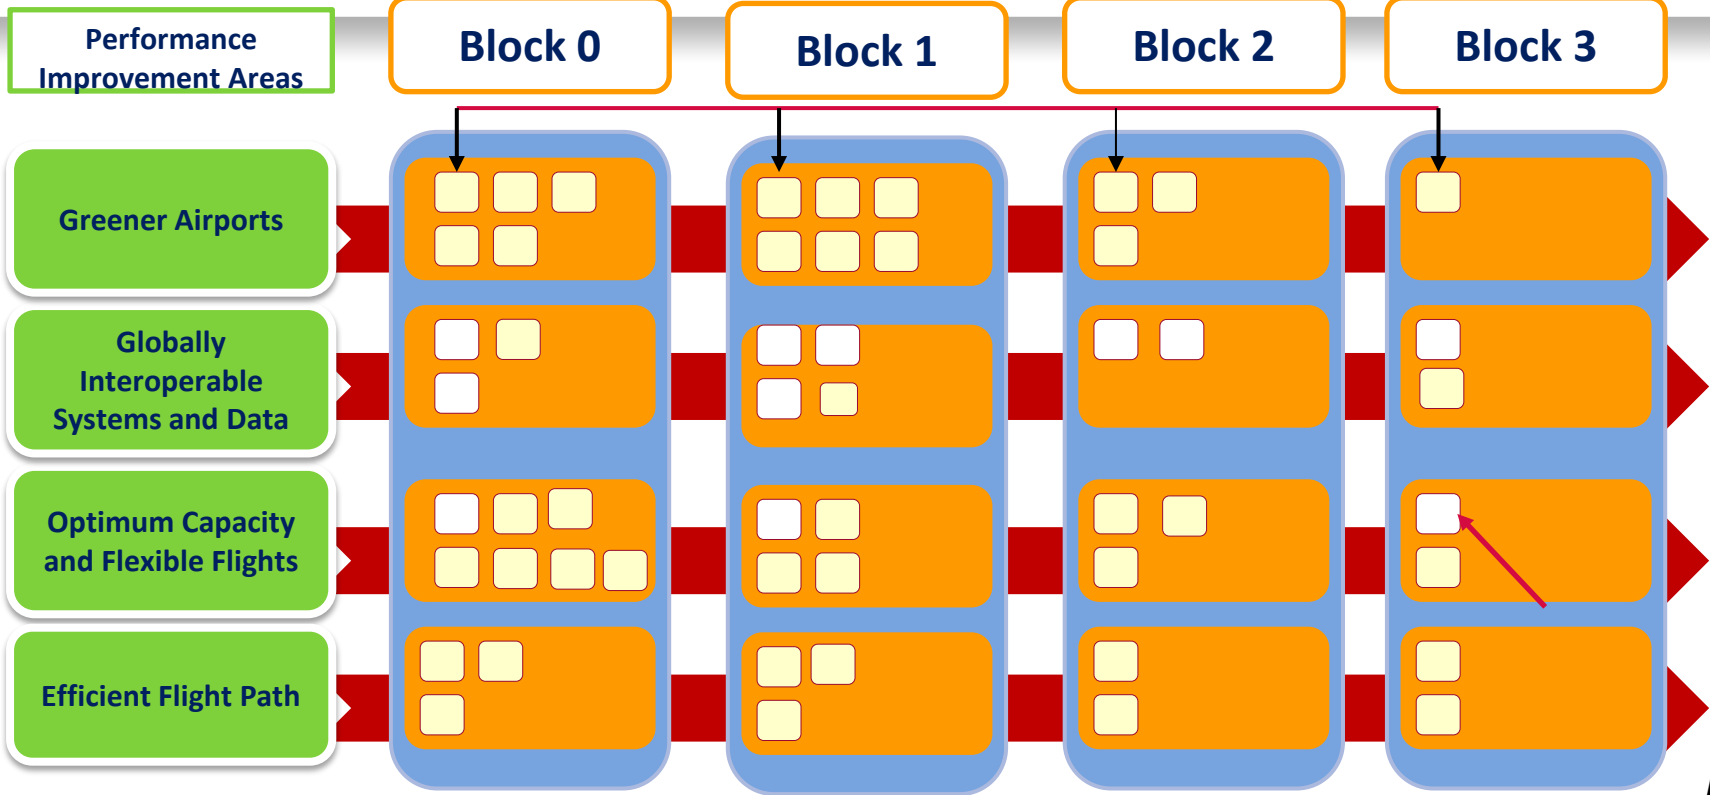 Performance
Improvement Areas
Block 0
Block 1
Block 2
Block 3
Greener Airports
Globally
Interoperable
Systems and Data
Optimum Capacity
and Flexible Flights
Efficient Flight Path